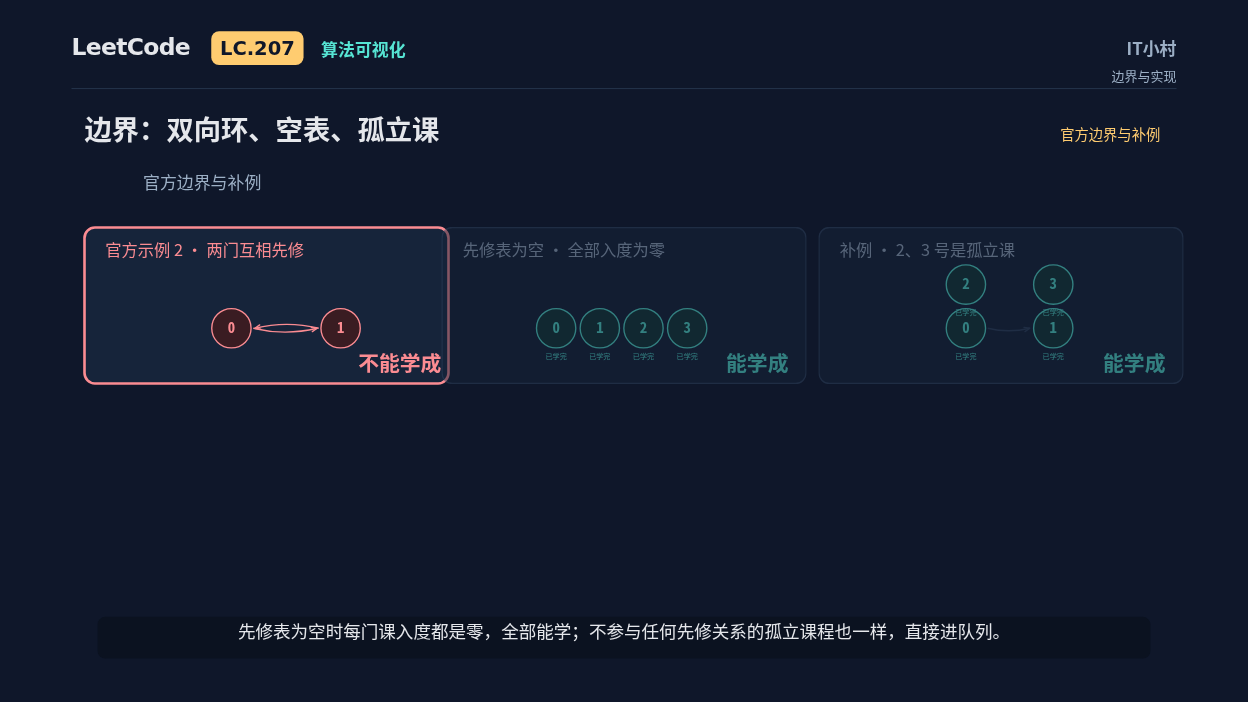 LeetCode LC.207 算法可视化
IT小村
边界与实现
边界：双向环、空表、孤立课
官方边界与补例
官方边界与补例
官方示例 2 · 两门互相先修
0 1
不能学成
先修表为空 · 全部入度为零
0 1 2 3
已学完 已学完 已学完 已学完
能学成
补例 · 2、3 号是孤立课
2 3
已学完 已学完
0 1
已学完 已学完
能学成
先修表为空时每门课入度都是零，全部能学；不参与任何先修关系的孤立课程也一样，直接进队列。